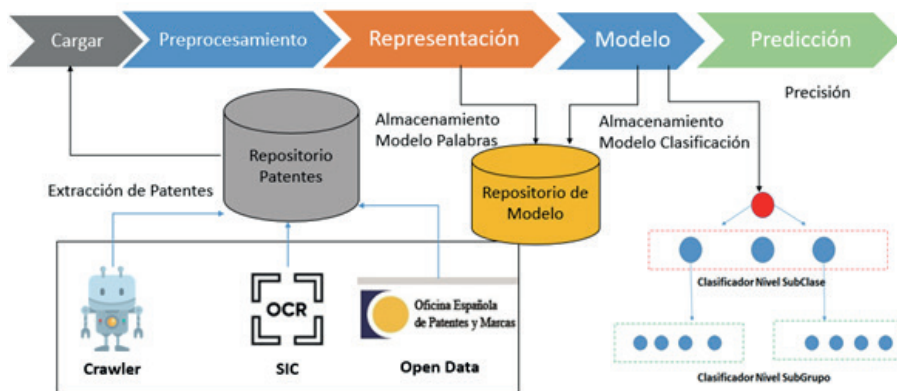 Cargar
Preprocesamiento
Representación
Modelo
Predicción
Precisión
Almacenamiento
Modelo Palabras
Almacenamiento
Modelo Clasificación
Repositorio
Patentes
Extracción de Patentes
Repositorio de
Modelo
Clasificador Nivel SubClase
OCR
Oficina Española
de Patentes y Marcas
Crawler
SIC
Open Data
Clasificador Nivel SubGrupo